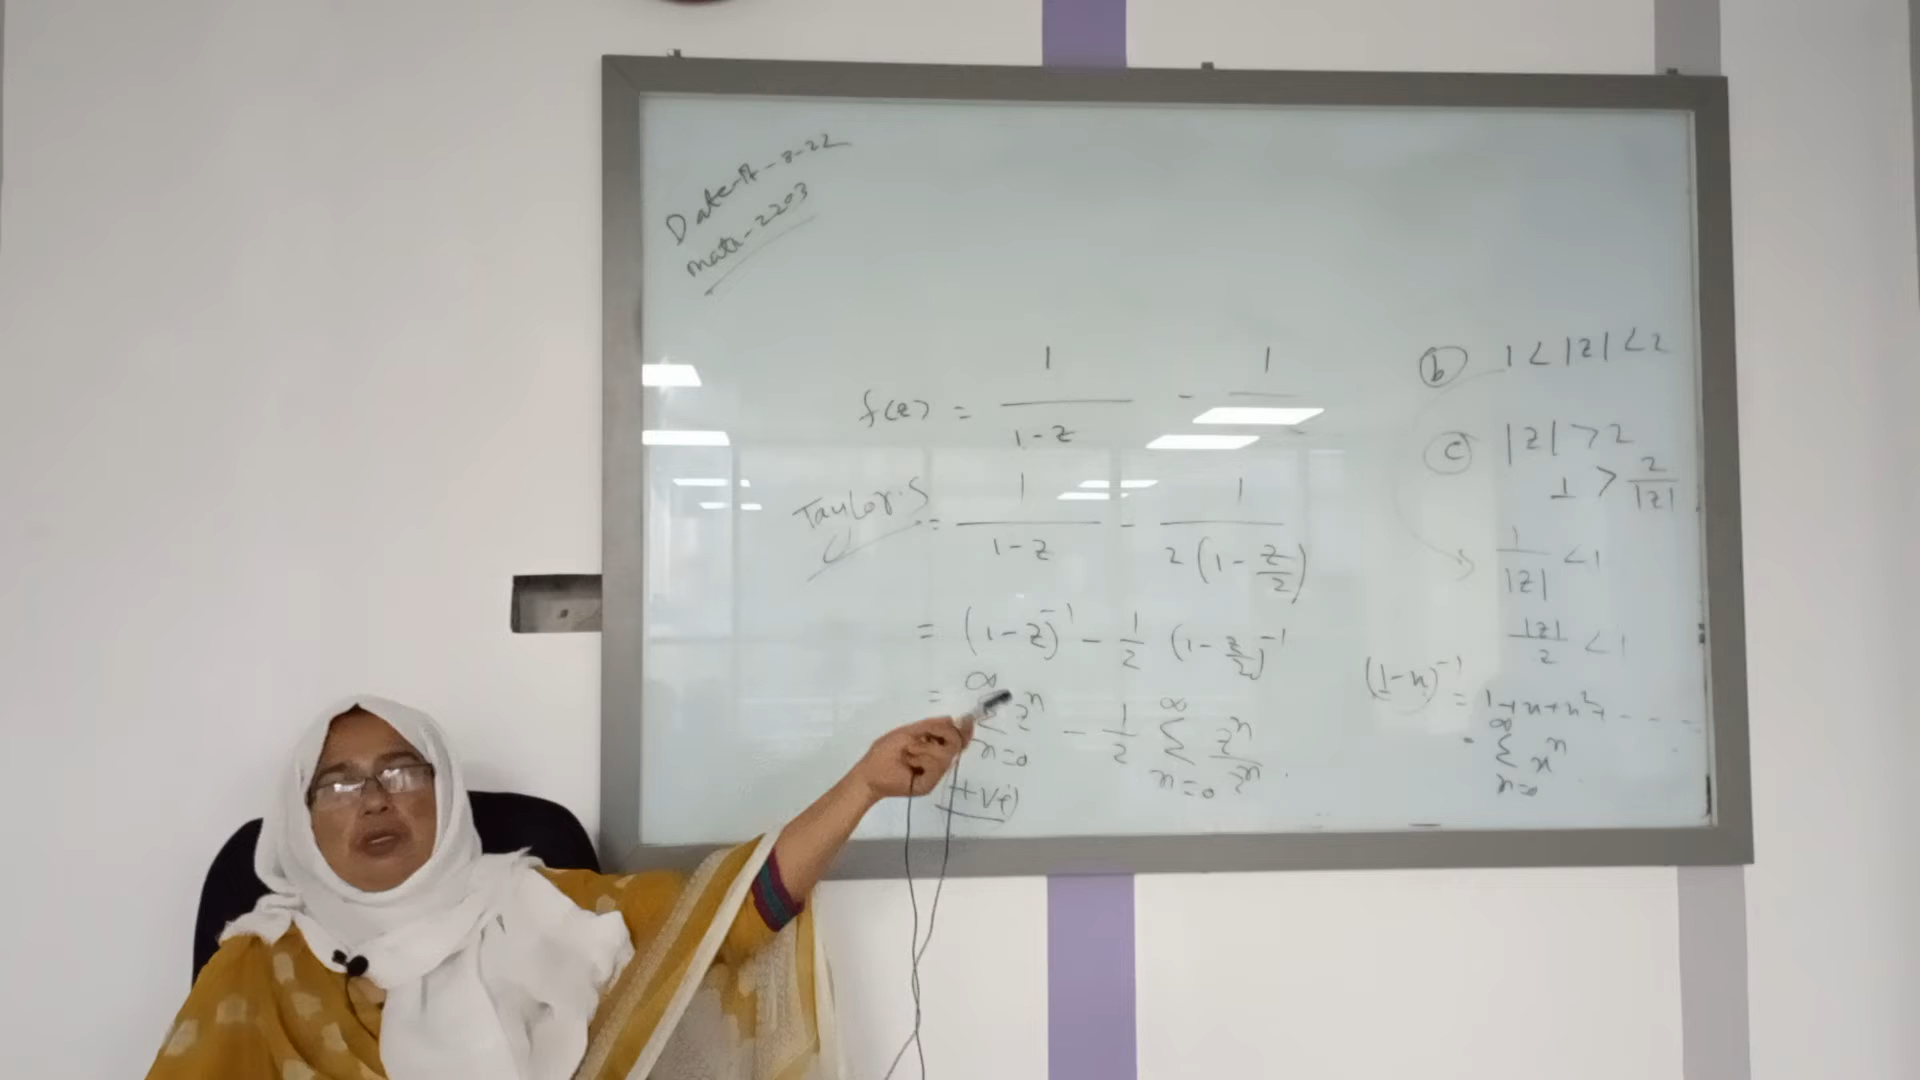 Date-17-8-22
math-2203
f(z) = 1/(1-z) - 1/
Taylor's = 1/(1-z) - 1/(2(1-z/2))
= (1-z)^-1 - 1/2 (1-z/2)^-1
= ∞ Σ n=0 z^n - 1/2 ∞ Σ n=0 z^n/2^n .
+ve
(b) 1 < |z| < 2
(c) |z| > 2
1 > 2/|z|
1/|z| < 1
|z|/2 < 1
(1-x)^-1 = 1+x+x²+ - - - -
= ∞ Σ n=0 x^n .